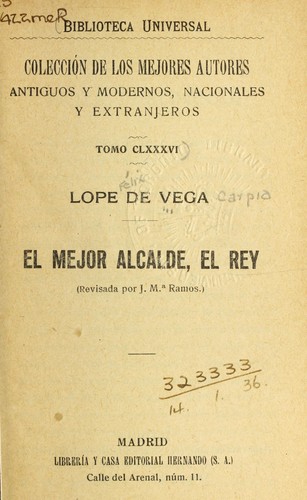 BIBLIOTECA UNIVERSAL
COLECCIÓN DE LOS MEJORES AUTORES
ANTIGUOS Y MODERNOS, NACIONALES
Y EXTRANJEROS
TOMO CLXXXVI
LOPE DE VEGA Carpio
EL MEJOR ALCALDE, EL REY
(Revisada por J. M.ª Ramos.)
323333
14. 1. 36.
MADRID
LIBRERÍA Y CASA EDITORIAL HERNANDO (S. A.)
Calle del Arenal, núm. 11.